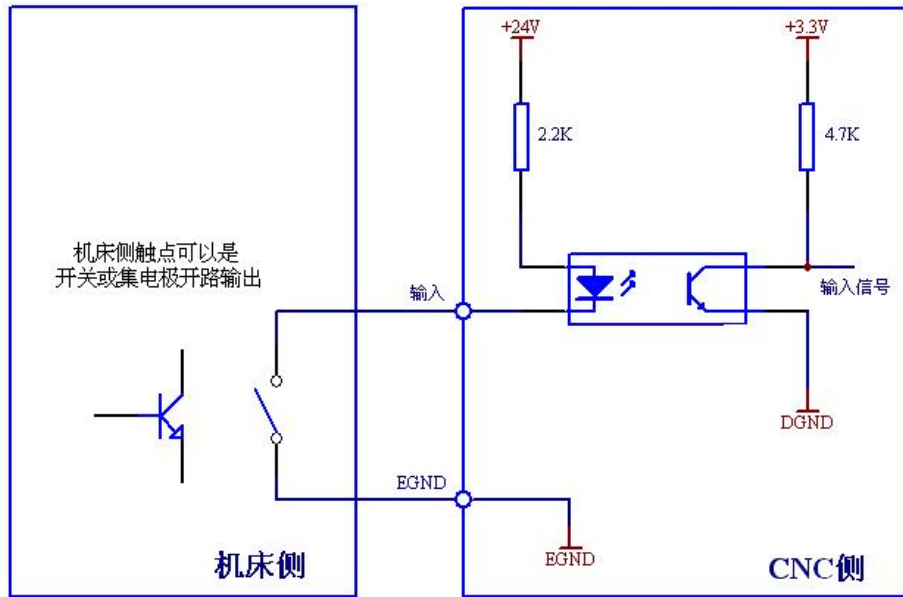 +24V
+3.3V
2.2K
4.7K
机床侧触点可以是
开关或集电极开路输出
输入
输入信号
DGND
EGND
EGND
机床侧
CNC侧